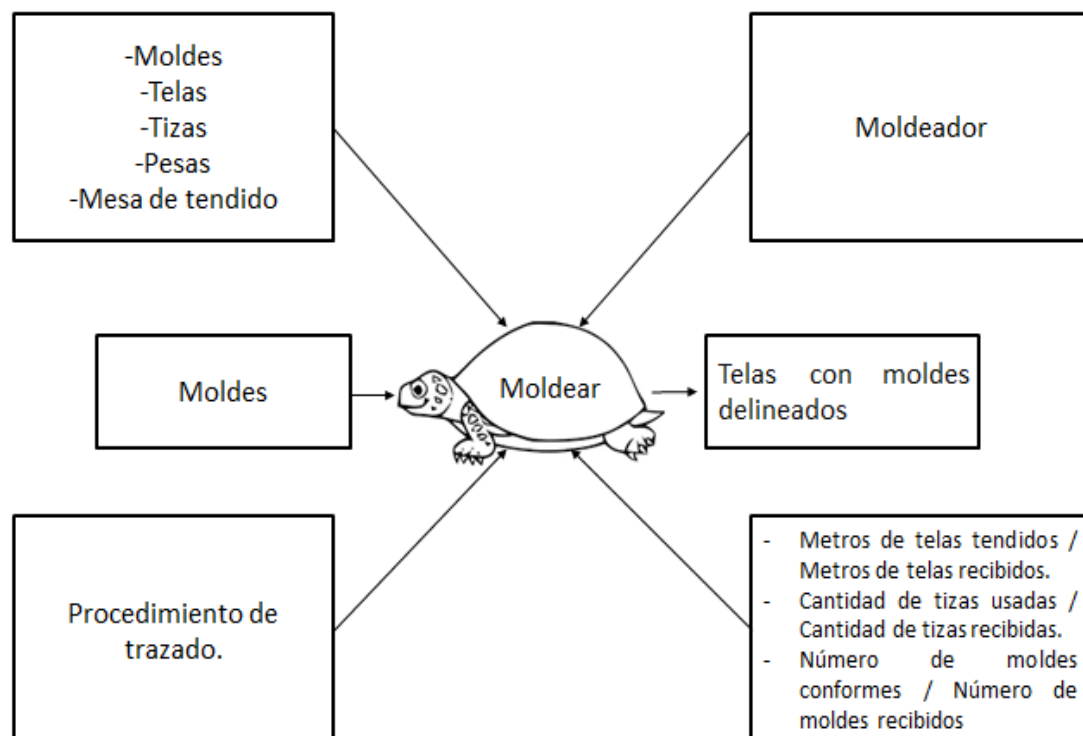 -Moldes
-Telas
-Tizas
-Pesas
-Mesa de tendido
Moldeador
Moldes
Moldear
Telas con moldes
delineados
Procedimiento de
trazado.
- Metros de telas tendidos /
Metros de telas recibidos.
- Cantidad de tizas usadas /
Cantidad de tizas recibidas.
- Número de moldes
conformes / Número de
moldes recibidos